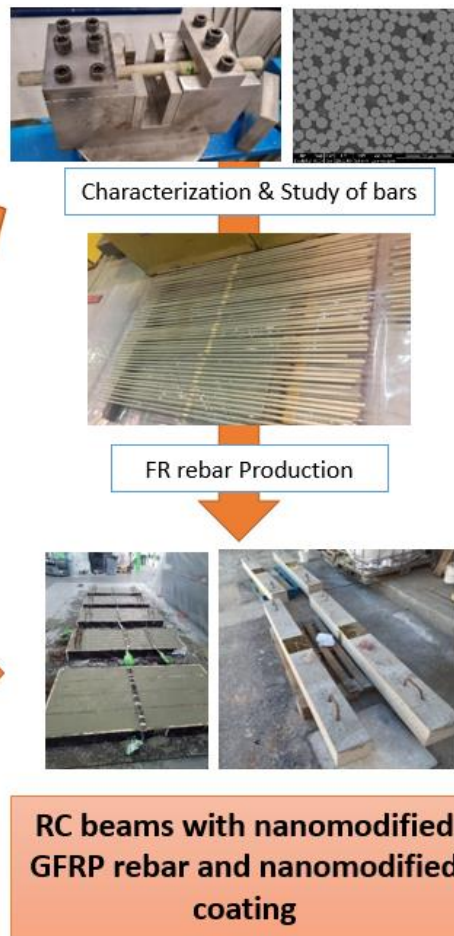 Characterization & Study of bars
FR rebar Production
RC beams with nanomodified
GFRP rebar and nanomodified
coating